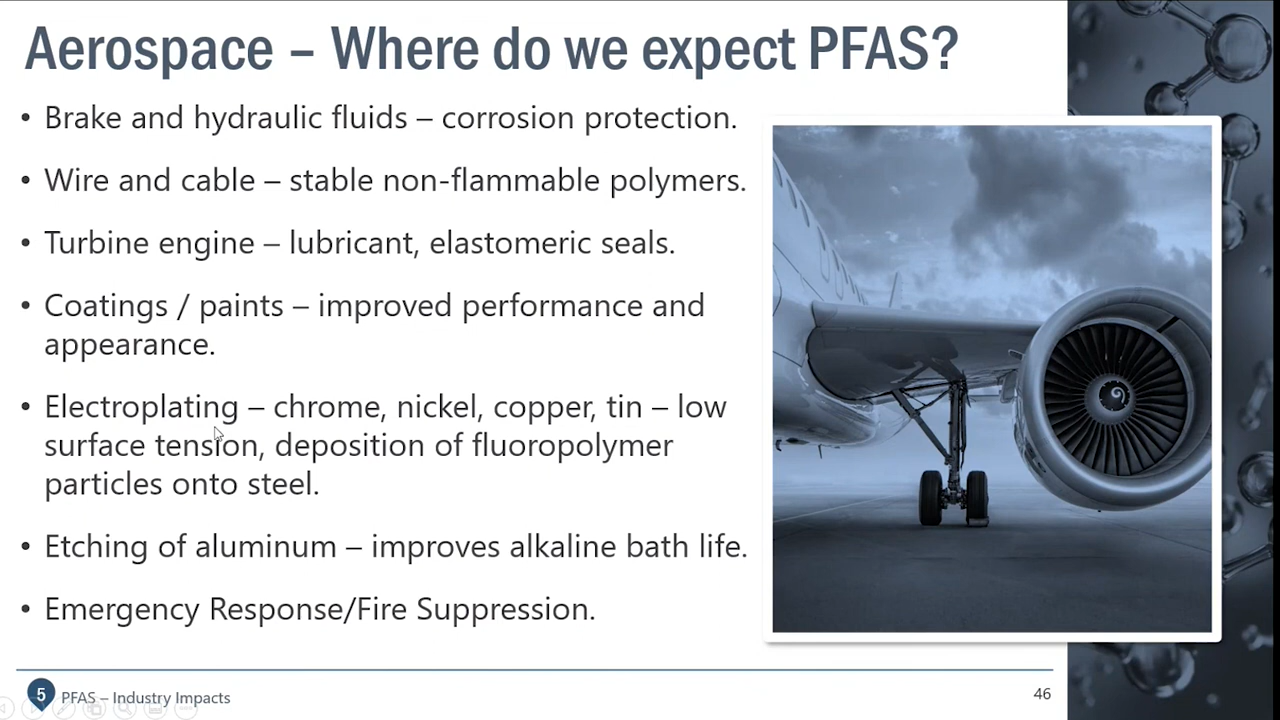 Aerospace – Where do we expect PFAS?
• Brake and hydraulic fluids – corrosion protection.
• Wire and cable – stable non-flammable polymers.
• Turbine engine – lubricant, elastomeric seals.
• Coatings / paints – improved performance and
appearance.
• Electroplating – chrome, nickel, copper, tin – low
surface tension, deposition of fluoropolymer
particles onto steel.
• Etching of aluminum – improves alkaline bath life.
• Emergency Response/Fire Suppression.
5 PFAS – Industry Impacts
46